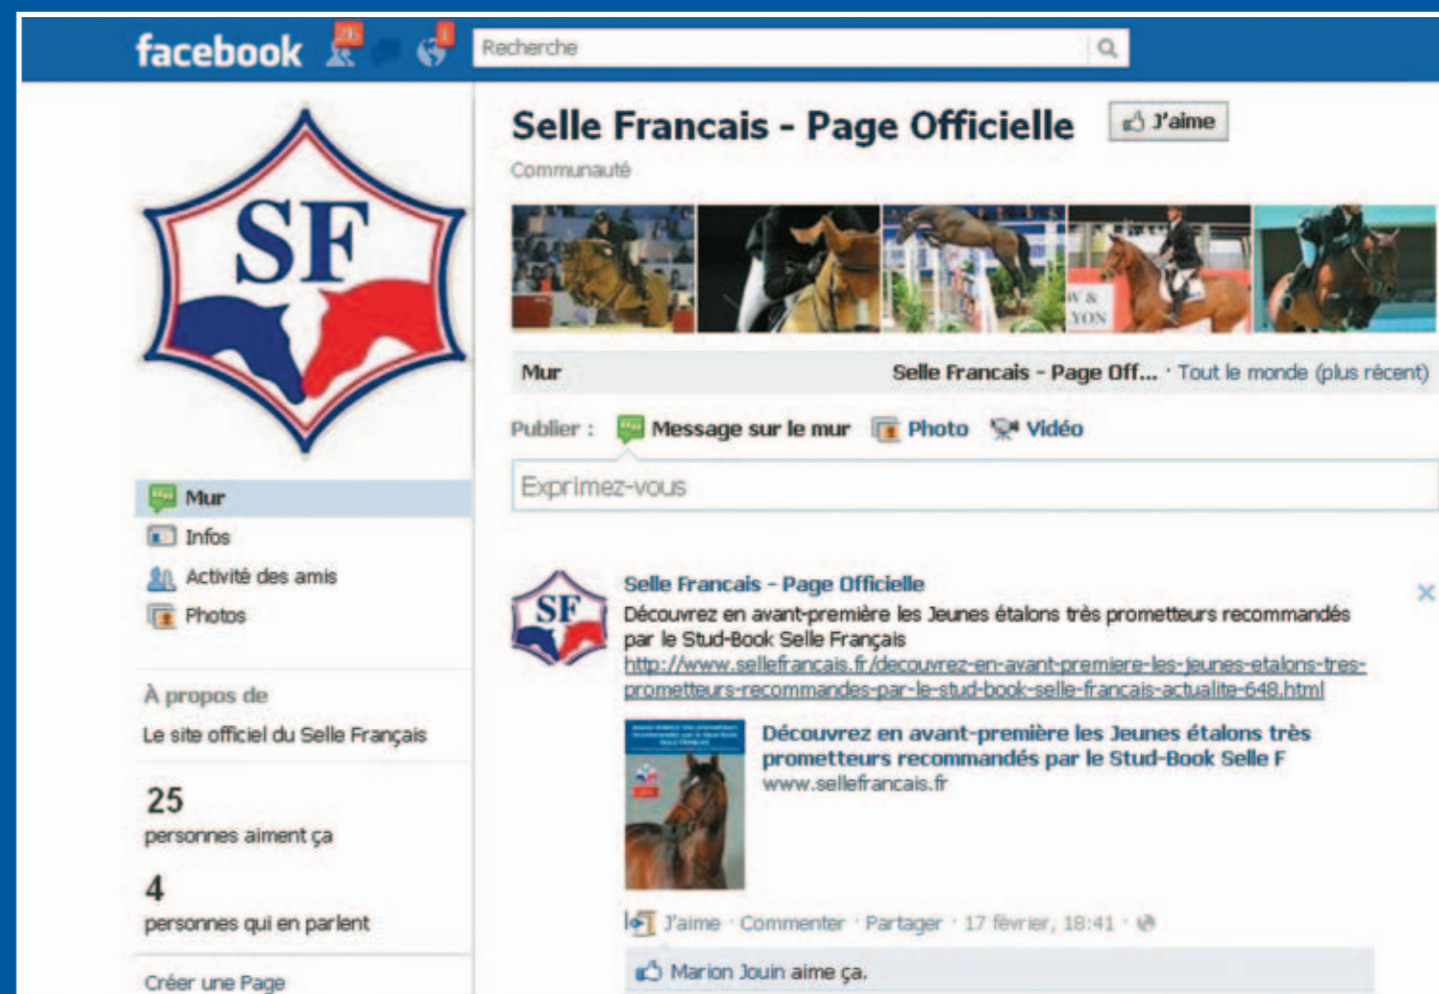 facebook
Recherche
SF
Selle Francais - Page Officielle
J'aime
Communauté
W &
YON
Mur
Selle Francais - Page Off... · Tout le monde (plus récent)
Publier : Message sur le mur Photo Vidéo
Exprimez-vous
Mur
Infos
Activité des amis
Photos
À propos de
Le site officiel du Selle Français
25
personnes aiment ça
4
personnes qui en parlent
Créer une Page
SF
Selle Francais - Page Officielle
Découvrez en avant-première les Jeunes étalons très prometteurs recommandés
par le Stud-Book Selle Français
http://www.sellefrancais.fr/decouvrez-en-avant-premiere-les-jeunes-etalons-tres-
prometteurs-recommandes-par-le-stud-book-selle-francais-actualite-648.html
Découvrez en avant-première les Jeunes étalons très
prometteurs recommandés par le Stud-Book Selle F
www.sellefrancais.fr
J'aime · Commenter · Partager · 17 février, 18:41 ·
Marion Jouin aime ça.